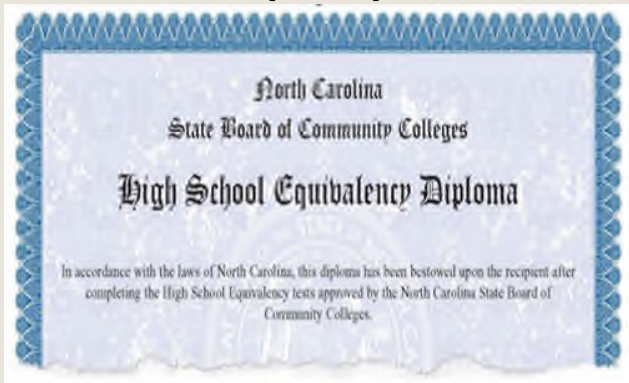 North Carolina
State Board of Community Colleges
High School Equivalency Diploma
In accordance with the laws of North Carolina, this diploma has been bestowed upon the recipient after
completing the High School Equivalency tests approved by the North Carolina State Board of
Community Colleges.